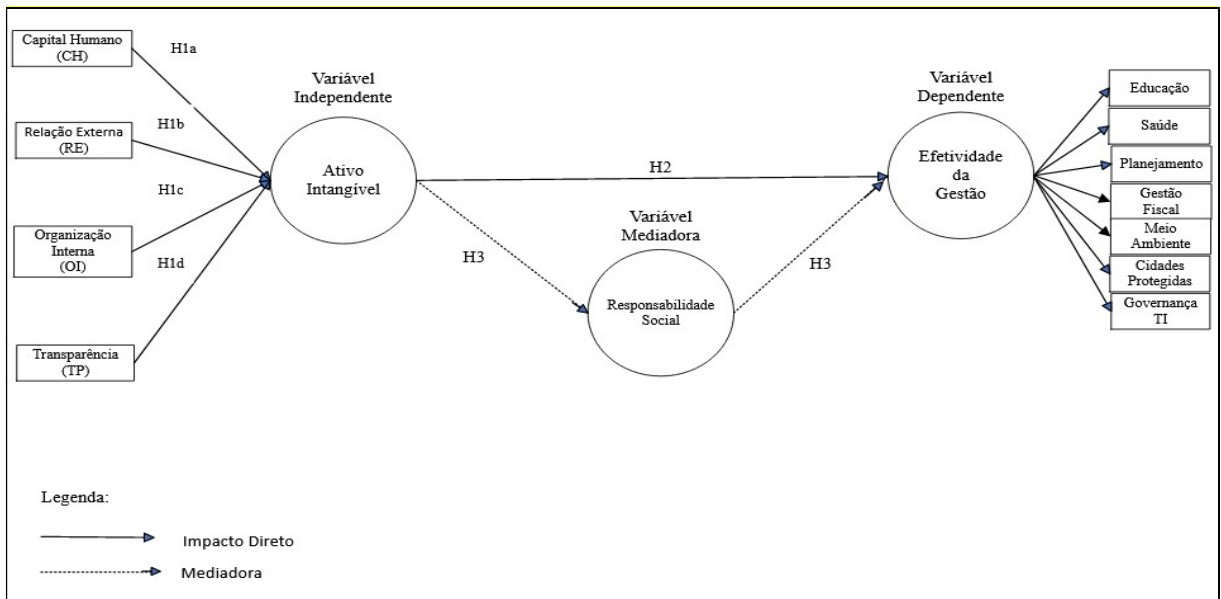 Capital Humano
(CH)
H1a
Relação Externa
(RE)
H1b
H1c
Organização
Interna
(OI)
H1d
Transparência
(TP)
Variável
Independente
Ativo
Intangível
H2
H3
Variável
Mediadora
Responsabilidade
Social
H3
Variável
Dependente
Efetividade
da
Gestão
Educação
Saúde
Planejamento
Gestão
Fiscal
Meio
Ambiente
Cidades
Protegidas
Governança
TI
Legenda:
Impacto Direto
Mediadora